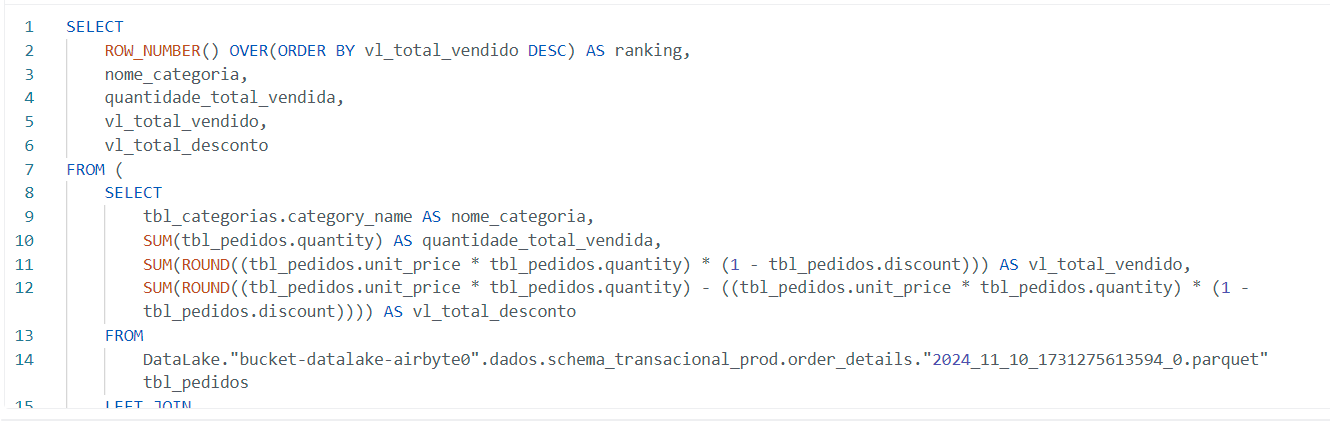 1 SELECT
2 ROW_NUMBER() OVER(ORDER BY vl_total_vendido DESC) AS ranking,
3 nome_categoria,
4 quantidade_total_vendida,
5 vl_total_vendido,
6 vl_total_desconto
7 FROM (
8 SELECT
9 tbl_categorias.category_name AS nome_categoria,
10 SUM(tbl_pedidos.quantity) AS quantidade_total_vendida,
11 SUM(ROUND((tbl_pedidos.unit_price * tbl_pedidos.quantity) * (1 - tbl_pedidos.discount))) AS vl_total_vendido,
12 SUM(ROUND((tbl_pedidos.unit_price * tbl_pedidos.quantity) - ((tbl_pedidos.unit_price * tbl_pedidos.quantity) * (1 -
tbl_pedidos.discount)))) AS vl_total_desconto
13 FROM
14 DataLake."bucket-datalake-airbyte0".dados.schema_transacional_prod.order_details."2024_11_10_1731275613594_0.parquet"
tbl_pedidos
15 LEFT JOIN